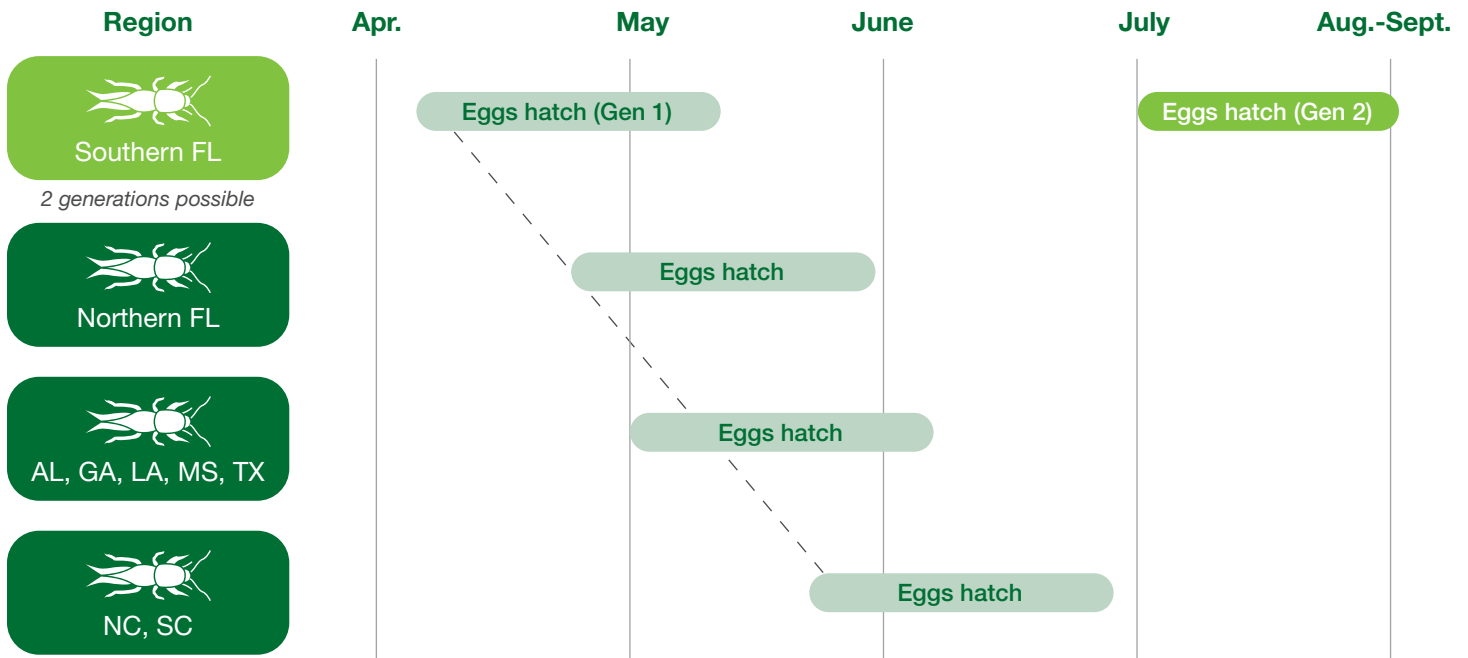 Region
Apr.
May
June
July
Aug.-Sept.
Southern FL
Eggs hatch (Gen 1)
Eggs hatch (Gen 2)
2 generations possible
Northern FL
Eggs hatch
AL, GA, LA, MS, TX
Eggs hatch
NC, SC
Eggs hatch